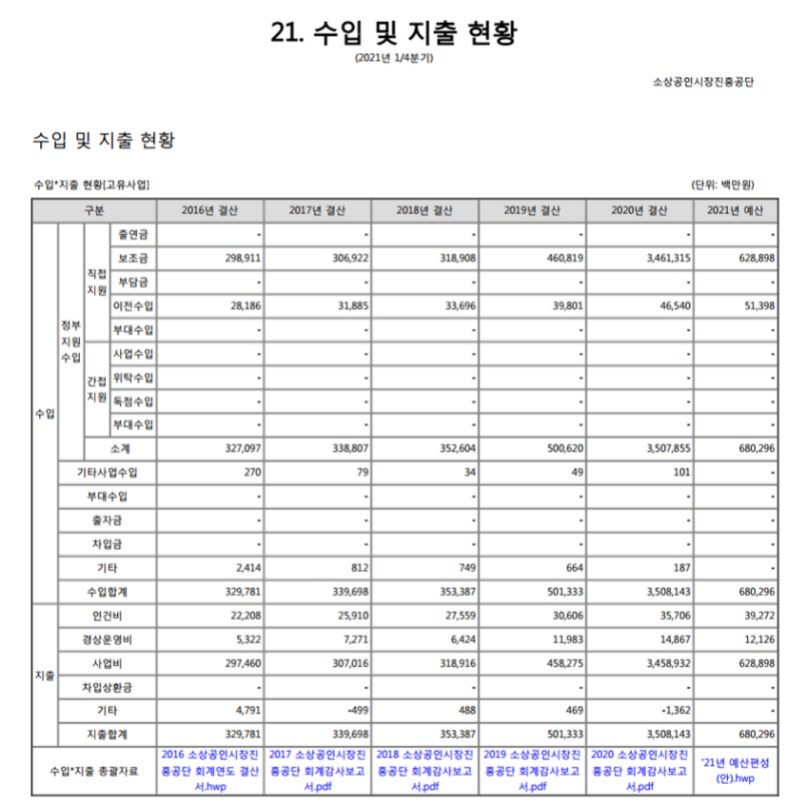 21. 수입 및 지출 현황
(2021년 1/4분기)
소상공인시장진흥공단
수입 및 지출 현황
수입*지출 현황[고유사업] (단위: 백만원)
구분 2016년 결산 2017년 결산 2018년 결산 2019년 결산 2020년 결산 2021년 예산
수입
정부
지원
수입
직접
지원
출연금 - - - - - -
보조금 298,911 306,922 318,908 460,819 3,461,315 628,898
부담금 - - - - - -
이전수입 28,186 31,885 33,696 39,801 46,540 51,398
부대수입 - - - - - -
간접
지원
사업수입 - - - - - -
위탁수입 - - - - - -
독점수입 - - - - - -
부대수입 - - - - - -
소계 327,097 338,807 352,604 500,620 3,507,855 680,296
기타사업수입 270 79 34 49 101 -
부대수입 - - - - - -
출자금 - - - - - -
차입금 - - - - - -
기타 2,414 812 749 664 187 -
수입합계 329,781 339,698 353,387 501,333 3,508,143 680,296
지출
인건비 22,208 25,910 27,559 30,606 35,706 39,272
경상운영비 5,322 7,271 6,424 11,983 14,867 12,126
사업비 297,460 307,016 318,916 458,275 3,458,932 628,898
차입상환금 - - - - - -
기타 4,791 -499 488 469 -1,362 -
지출합계 329,781 339,698 353,387 501,333 3,508,143 680,296
수입*지출 총괄자료
2016 소상공인시장진
흥공단 회계연도 결산
서.hwp
2017 소상공인시장진
흥공단 회계감사보고
서.pdf
2018 소상공인시장진
흥공단 회계감사보고
서.pdf
2019 소상공인시장진
흥공단 회계감사보고
서.pdf
2020 소상공인시장진
흥공단 회계감사보고
서.pdf
'21년 예산편성
(안).hwp